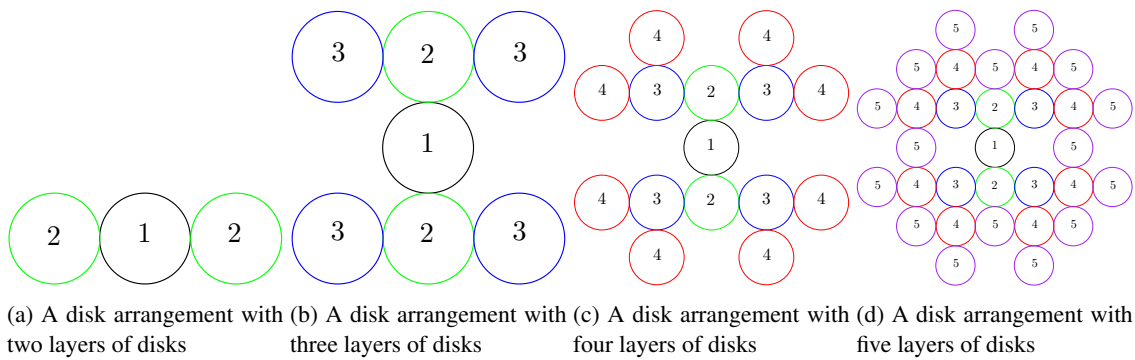 2 1 2
(a) A disk arrangement with
two layers of disks
3 2 3
1
3 2 3
(b) A disk arrangement with
three layers of disks
4 4
4 3 2 3 4
1
4 3 2 3 4
4 4
(c) A disk arrangement with
four layers of disks
5 5
5 4 5 4 5
5 4 3 2 3 4 5
5 1 5
5 4 3 2 3 4 5
5 4 5 4 5
5 5
(d) A disk arrangement with
five layers of disks